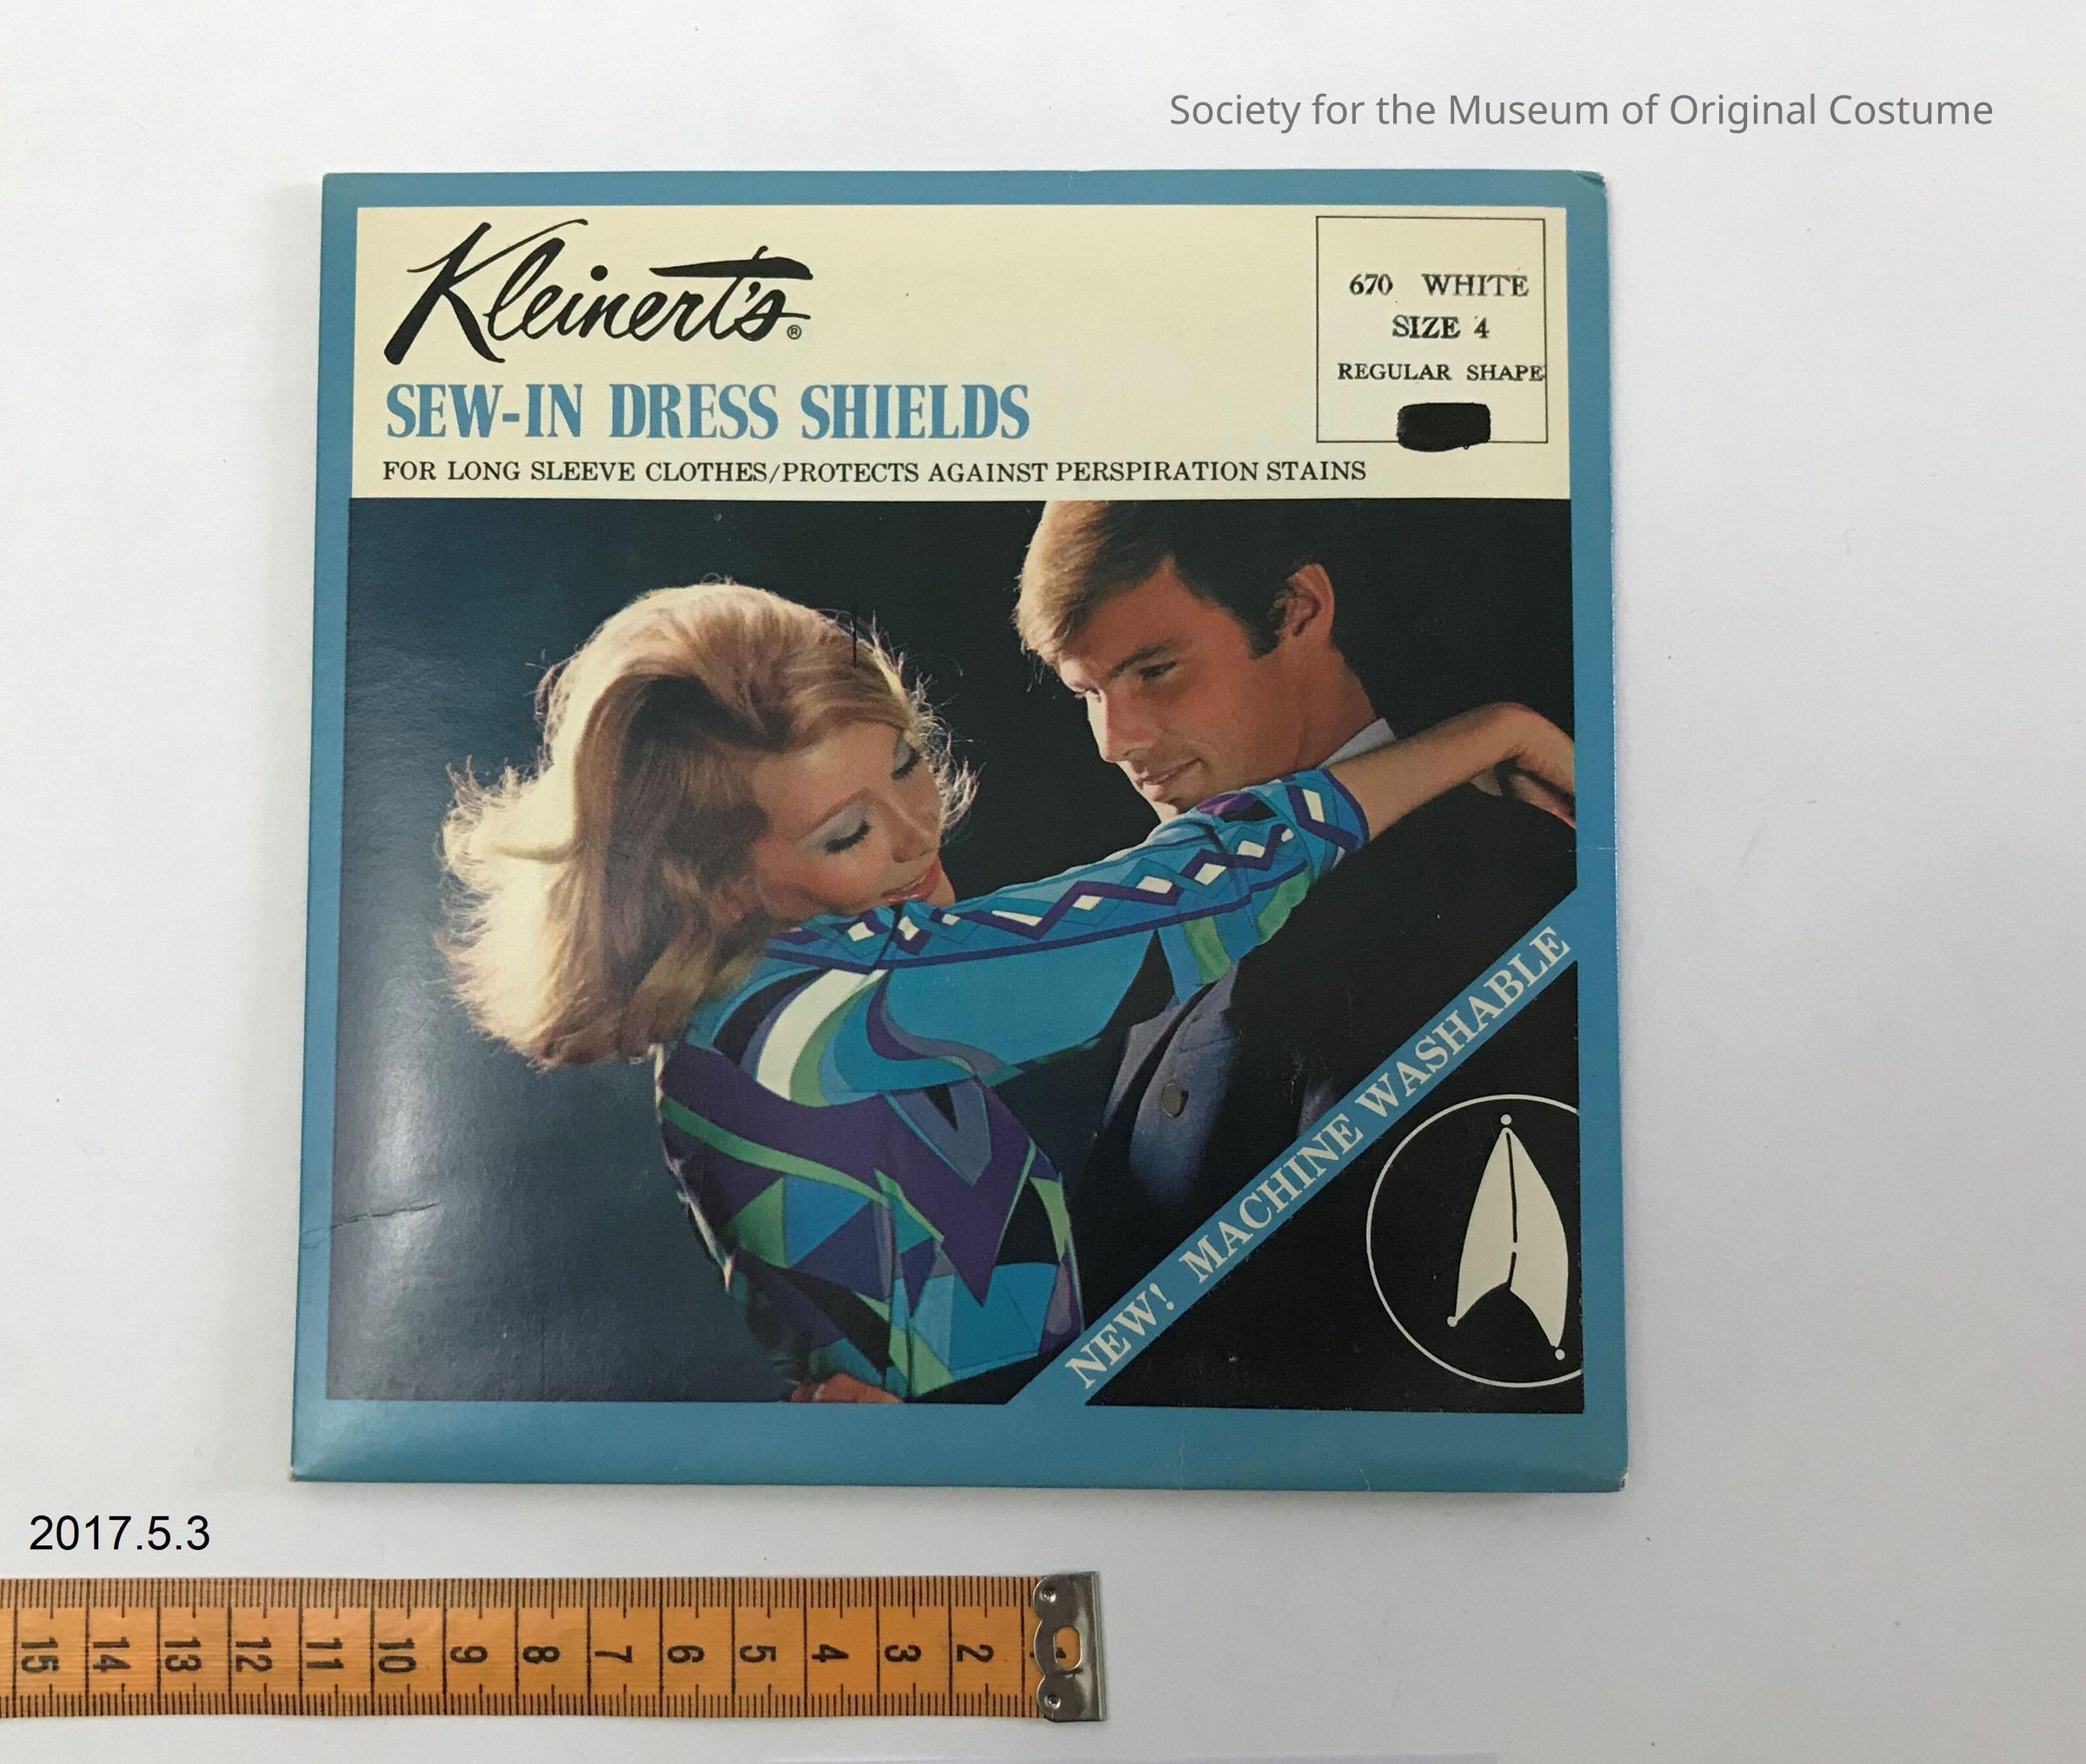 Society for the Museum of Original Costume
Kleinert's®
SEW-IN DRESS SHIELDS
FOR LONG SLEEVE CLOTHES/PROTECTS AGAINST PERSPIRATION STAINS
670 WHITE
SIZE 4
REGULAR SHAPE
NEW! MACHINE WASHABLE
2017.5.3
15 14 13 12 11 10 9 8 7 6 5 4 3 2